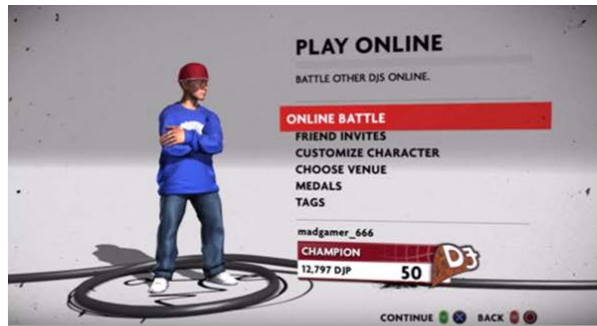 PLAY ONLINE
BATTLE OTHER DJS ONLINE.
ONLINE BATTLE
FRIEND INVITES
CUSTOMIZE CHARACTER
CHOOSE VENUE
MEDALS
TAGS
madgamer_666
CHAMPION
12,797 DJP 50
CONTINUE BACK